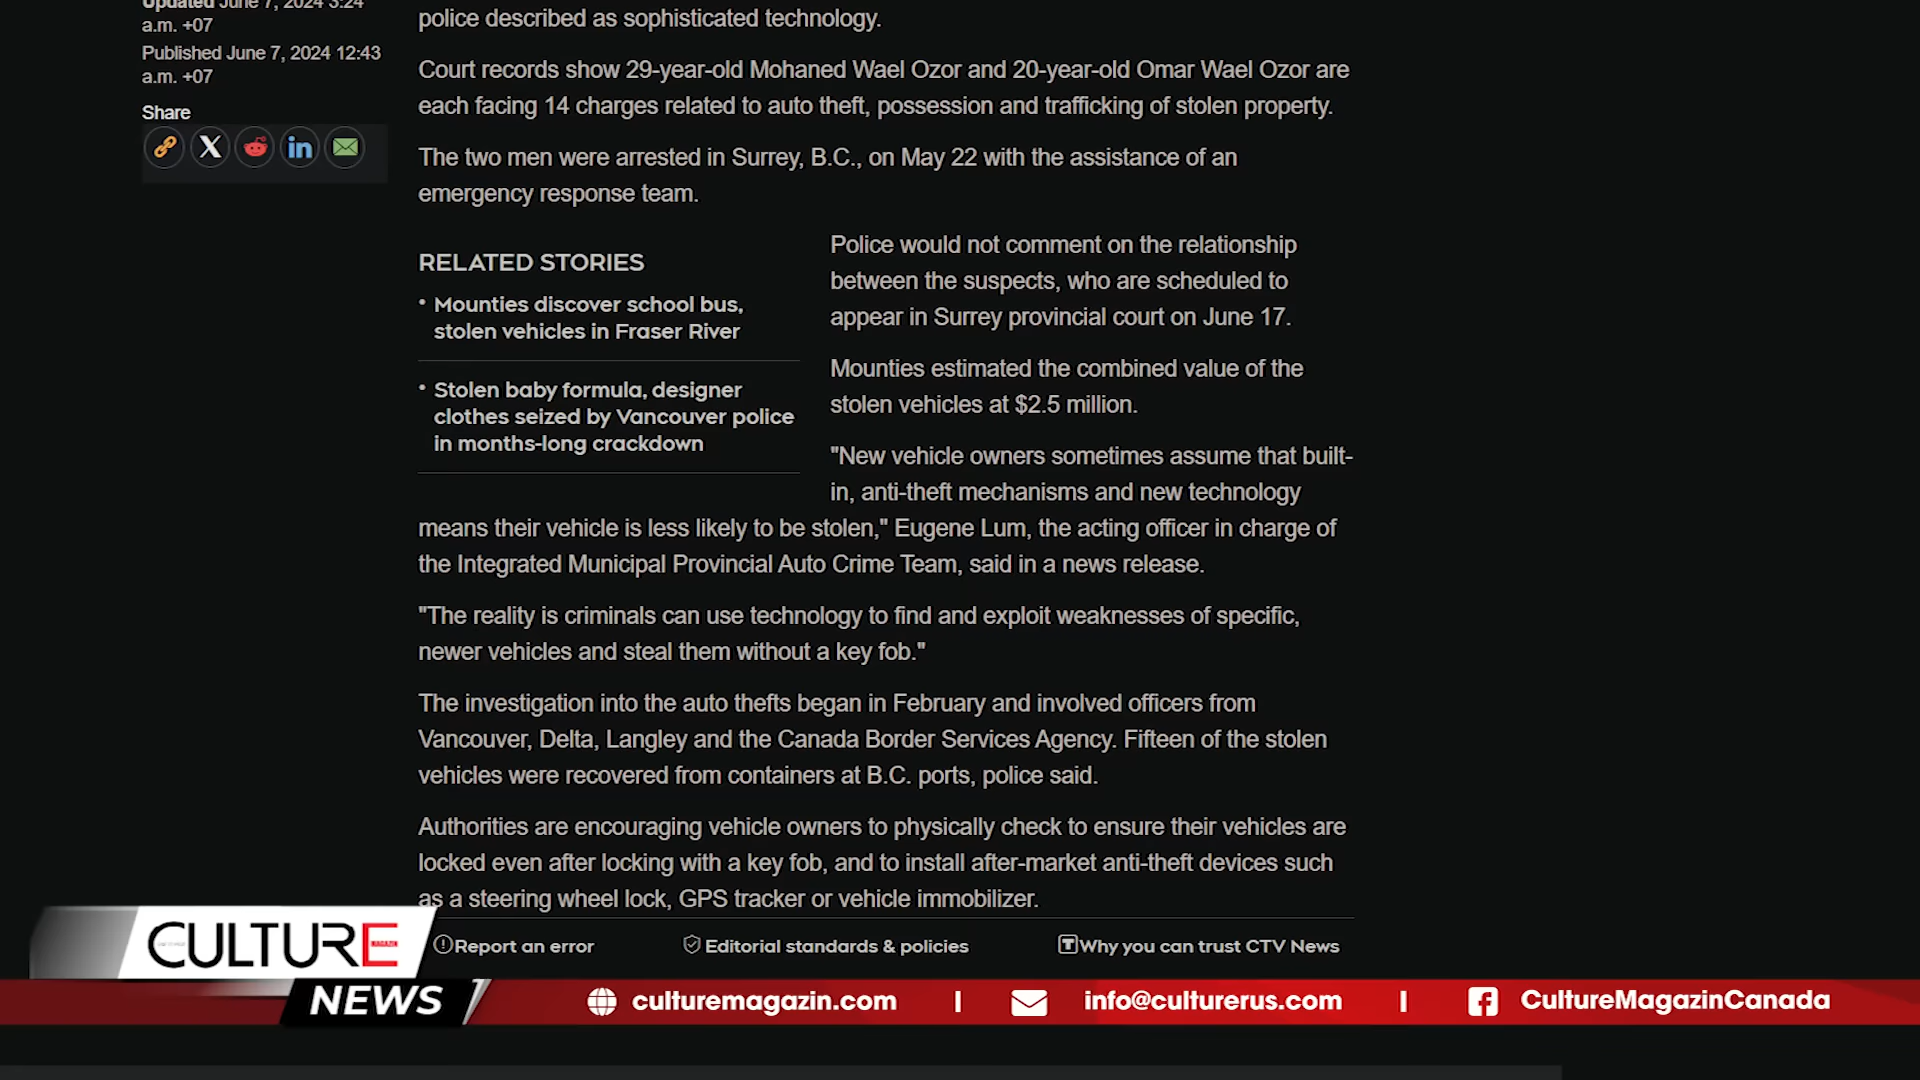 Updated June 7, 2024 3:24
a.m. +07
Published June 7, 2024 12:43
a.m. +07
Share
police described as sophisticated technology.
Court records show 29-year-old Mohaned Wael Ozor and 20-year-old Omar Wael Ozor are
each facing 14 charges related to auto theft, possession and trafficking of stolen property.
The two men were arrested in Surrey, B.C., on May 22 with the assistance of an
emergency response team.
RELATED STORIES
• Mounties discover school bus,
stolen vehicles in Fraser River
• Stolen baby formula, designer
clothes seized by Vancouver police
in months-long crackdown
Police would not comment on the relationship
between the suspects, who are scheduled to
appear in Surrey provincial court on June 17.
Mounties estimated the combined value of the
stolen vehicles at $2.5 million.
"New vehicle owners sometimes assume that built-
in, anti-theft mechanisms and new technology
means their vehicle is less likely to be stolen," Eugene Lum, the acting officer in charge of
the Integrated Municipal Provincial Auto Crime Team, said in a news release.
"The reality is criminals can use technology to find and exploit weaknesses of specific,
newer vehicles and steal them without a key fob."
The investigation into the auto thefts began in February and involved officers from
Vancouver, Delta, Langley and the Canada Border Services Agency. Fifteen of the stolen
vehicles were recovered from containers at B.C. ports, police said.
Authorities are encouraging vehicle owners to physically check to ensure their vehicles are
locked even after locking with a key fob, and to install after-market anti-theft devices such
as a steering wheel lock, GPS tracker or vehicle immobilizer.
Report an error
Editorial standards & policies
Why you can trust CTV News
CULTURE
NEWS
culturemagazin.com | info@culturerus.com | CultureMagazinCanada